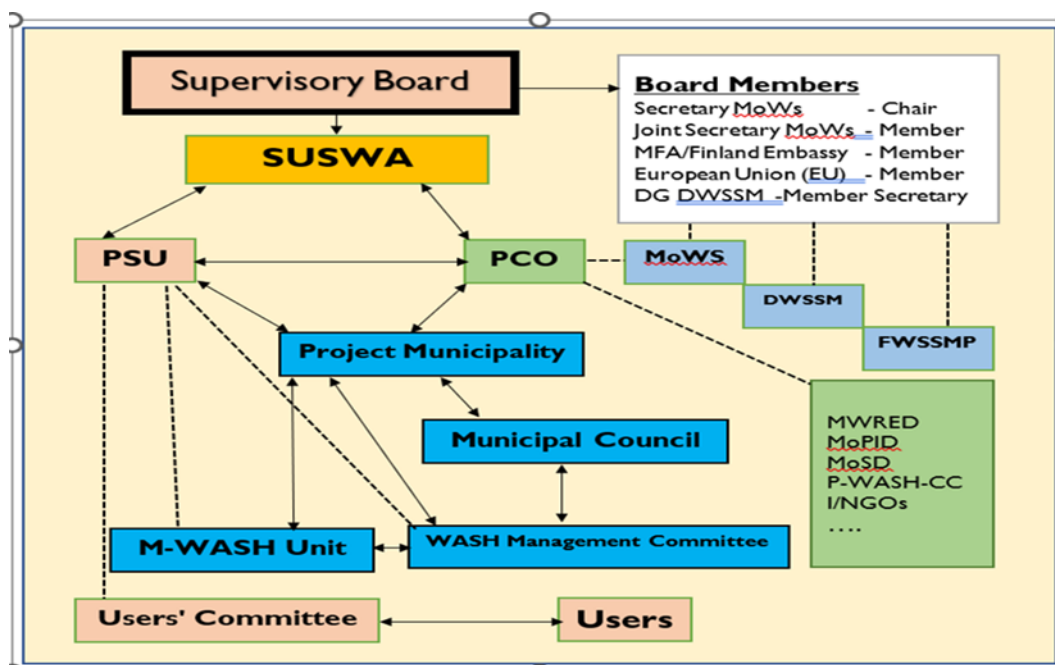 Supervisory Board
Board Members
Secretary MoWs - Chair
Joint Secretary MoWs - Member
MFA/Finland Embassy - Member
European Union (EU) - Member
DG DWSSM -Member Secretary
SUSWA
PSU
PCO
MoWS
DWSSM
FWSSMP
Project Municipality
Municipal Council
MWRED
MoPID
MoSD
P-WASH-CC
I/NGOs
....
M-WASH Unit
WASH Management Committee
Users' Committee
Users